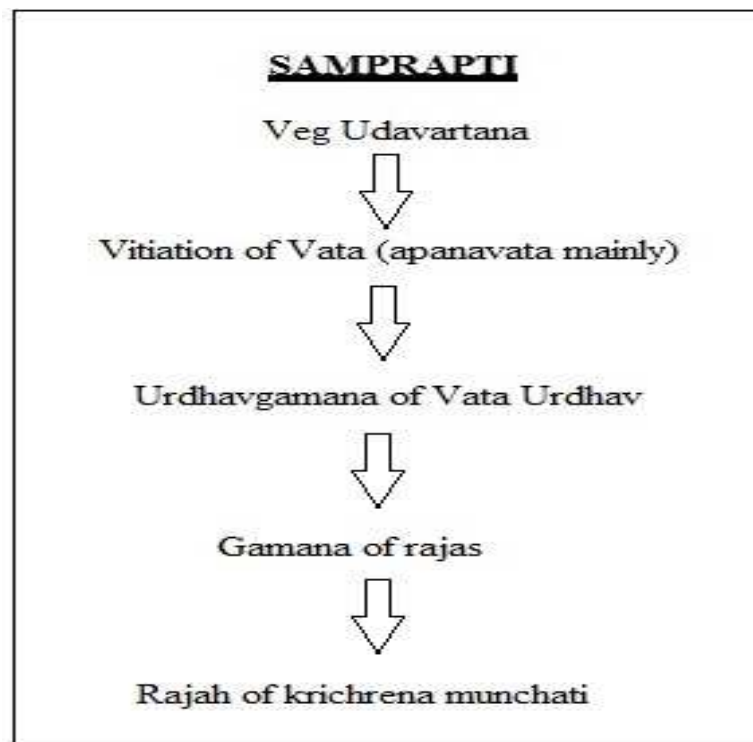 SAMPRAPTI
Veg Udavartana
Vitiation of Vata (apanavata mainly)
Urdhavgamana of Vata Urdhav
Gamana of rajas
Rajah of krichrena munchati